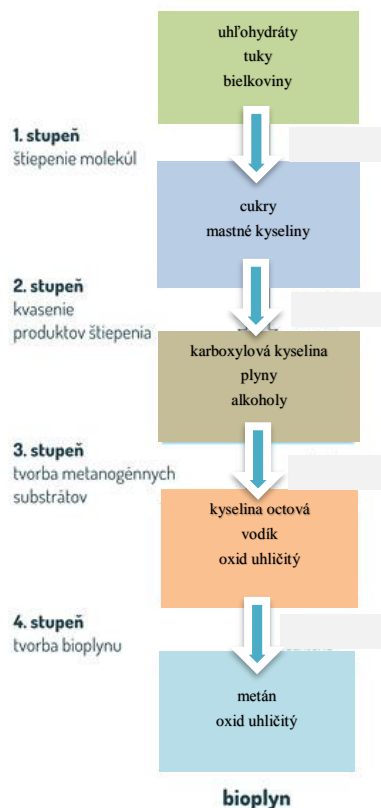 uhľohydráty
tuky
bielkoviny
1. stupeň
štiepenie molekúl
cukry
mastné kyseliny
2. stupeň
kvasenie
produktov štiepenia
karboxylová kyselina
plyny
alkoholy
3. stupeň
tvorba metanogénnych
substrátov
kyselina octová
vodík
oxid uhličitý
4. stupeň
tvorba bioplynu
metán
oxid uhličitý
bioplyn